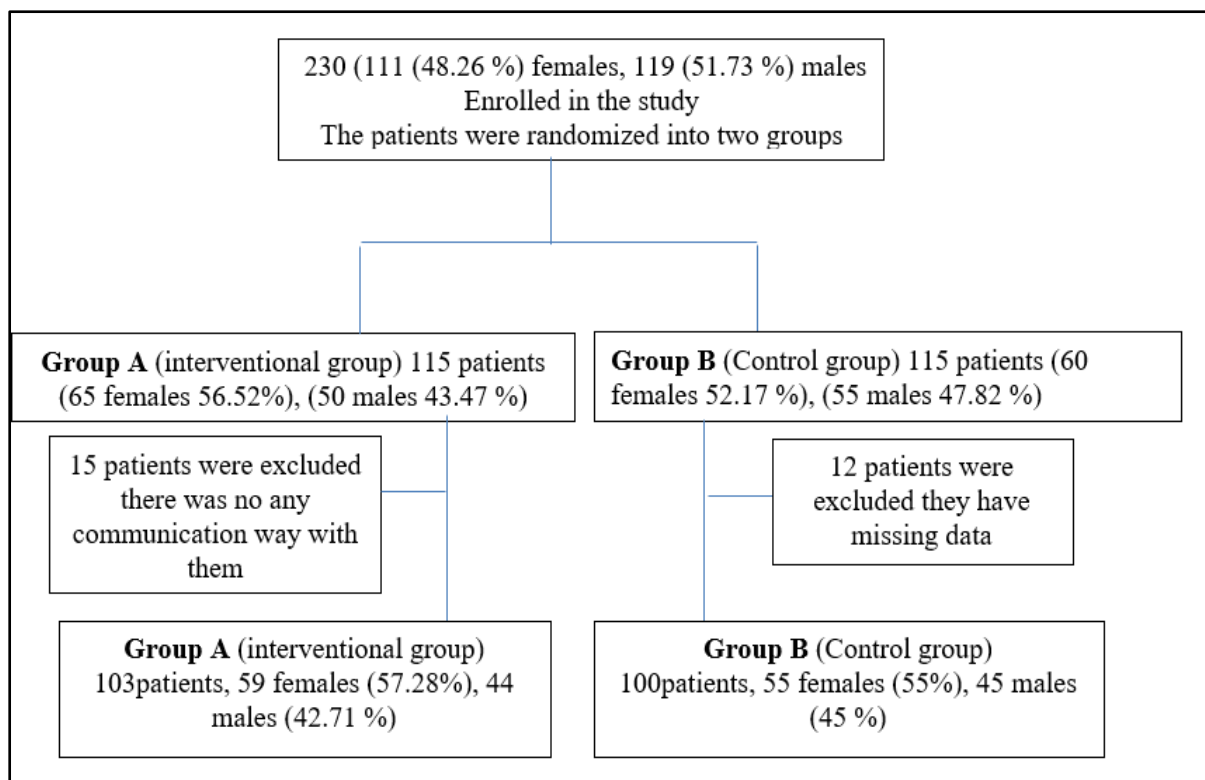 230 (111 (48.26 %) females, 119 (51.73 %) males
Enrolled in the study
The patients were randomized into two groups
Group A (interventional group) 115 patients
(65 females 56.52%), (50 males 43.47 %)
Group B (Control group) 115 patients (60
females 52.17 %), (55 males 47.82 %)
15 patients were excluded
there was no any
communication way with
them
12 patients were
excluded they have
missing data
Group A (interventional group)
103patients, 59 females (57.28%), 44
males (42.71 %)
Group B (Control group)
100patients, 55 females (55%), 45 males
(45 %)